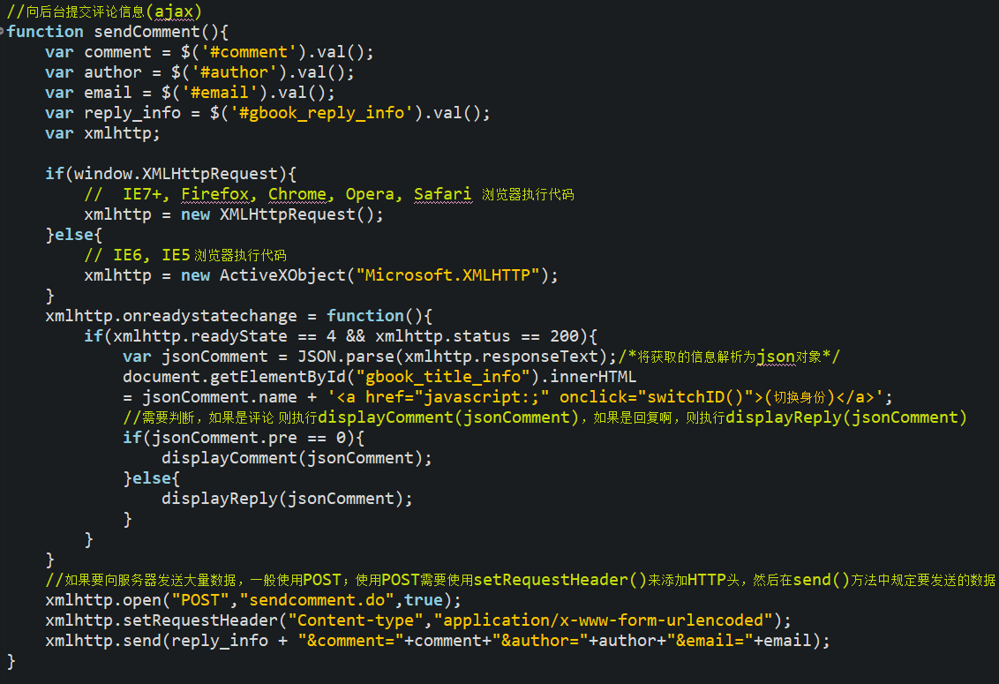 //向后台提交评论信息(ajax)
function sendComment(){
    var comment = $('#comment').val();
    var author = $('#author').val();
    var email = $('#email').val();
    var reply_info = $('#gbook_reply_info').val();
    var xmlhttp;

    if(window.XMLHttpRequest){
        //  IE7+, Firefox, Chrome, Opera, Safari 浏览器执行代码
        xmlhttp = new XMLHttpRequest();
    }else{
        // IE6, IE5 浏览器执行代码
        xmlhttp = new ActiveXObject("Microsoft.XMLHTTP");
    }
    xmlhttp.onreadystatechange = function(){
        if(xmlhttp.readyState == 4 && xmlhttp.status == 200){
            var jsonComment = JSON.parse(xmlhttp.responseText);/*将获取的信息解析为json对象*/
            document.getElementById("gbook_title_info").innerHTML
            = jsonComment.name + '<a href="javascript:;" onclick="switchID()">(切换身份)</a>';
            //需要判断，如果是评论 则执行displayComment(jsonComment)，如果是回复啊，则执行displayReply(jsonComment)
            if(jsonComment.pre == 0){
                displayComment(jsonComment);
            }else{
                displayReply(jsonComment);
            }
        }
    }
    //如果要向服务器发送大量数据，一般使用POST；使用POST需要使用setRequestHeader()来添加HTTP头，然后在send()方法中规定要发送的数据
    xmlhttp.open("POST","sendcomment.do",true);
    xmlhttp.setRequestHeader("Content-type","application/x-www-form-urlencoded");
    xmlhttp.send(reply_info + "&comment="+comment+"&author="+author+"&email="+email);
}